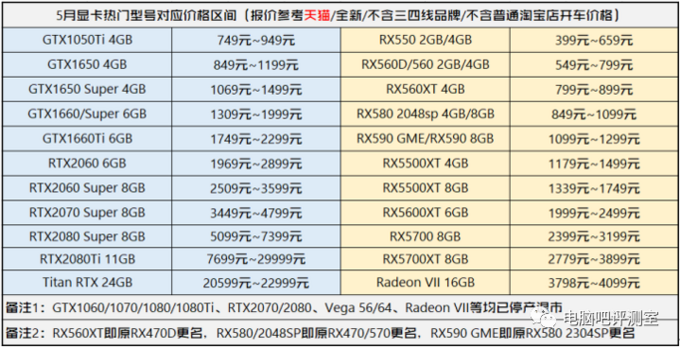 5月显卡热门型号对应价格区间（报价参考天猫/全新/不含三四线品牌/不含普通淘宝店开车价格）
GTX1050Ti 4GB 749元~949元 RX550 2GB/4GB 399元~659元
GTX1650 4GB 849元~1199元 RX560D/560 2GB/4GB 549元~799元
GTX1650 Super 4GB 1069元~1499元 RX560XT 4GB 799元~899元
GTX1660/Super 6GB 1309元~1999元 RX580 2048sp 4GB/8GB 849元~1099元
GTX1660Ti 6GB 1749元~2299元 RX590 GME/RX590 8GB 1099元~1299元
RTX2060 6GB 1969元~2899元 RX5500XT 4GB 1179元~1499元
RTX2060 Super 8GB 2509元~3599元 RX5500XT 8GB 1339元~1749元
RTX2070 Super 8GB 3449元~4799元 RX5600XT 6GB 1999元~2499元
RTX2080 Super 8GB 5099元~7399元 RX5700 8GB 2399元~3199元
RTX2080Ti 11GB 7699元~29999元 RX5700XT 8GB 2779元~3899元
Titan RTX 24GB 20599元~22999元 Radeon VII 16GB 3798元~4099元
备注1：GTX1060/1070/1080/1080Ti、RTX2070/2080、Vega 56/64、Radeon VII等均已停产退市
备注2：RX560XT即原RX470D更名，RX580/2048SP即原RX470/570更名，RX590 GME即原RX580 2304SP更名
电脑吧评测室